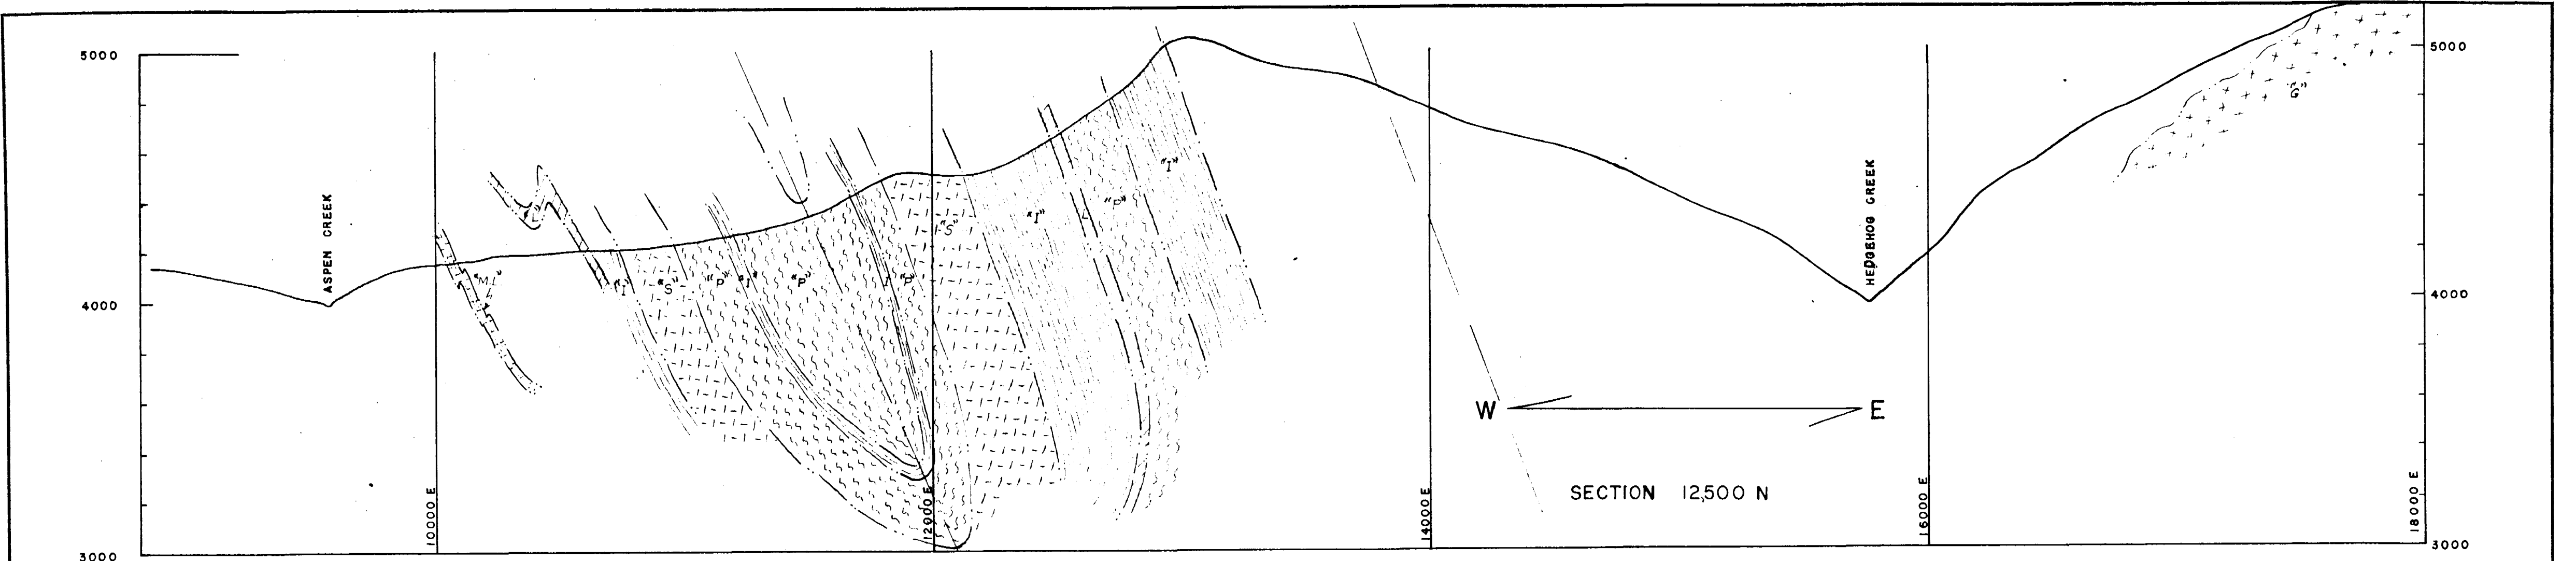 5000
4000
3000
ASPEN CREEK
10000 E
12000 E
14000 E
16000 E
18000 E
"M.L"
L
"I"
"S"
"P"
"I"
"P"
I
"P"
"S"
"I"
L
"P"
"I"
W
E
SECTION 12,500 N
HEDGEHOG CREEK
"G"
5000
4000
3000